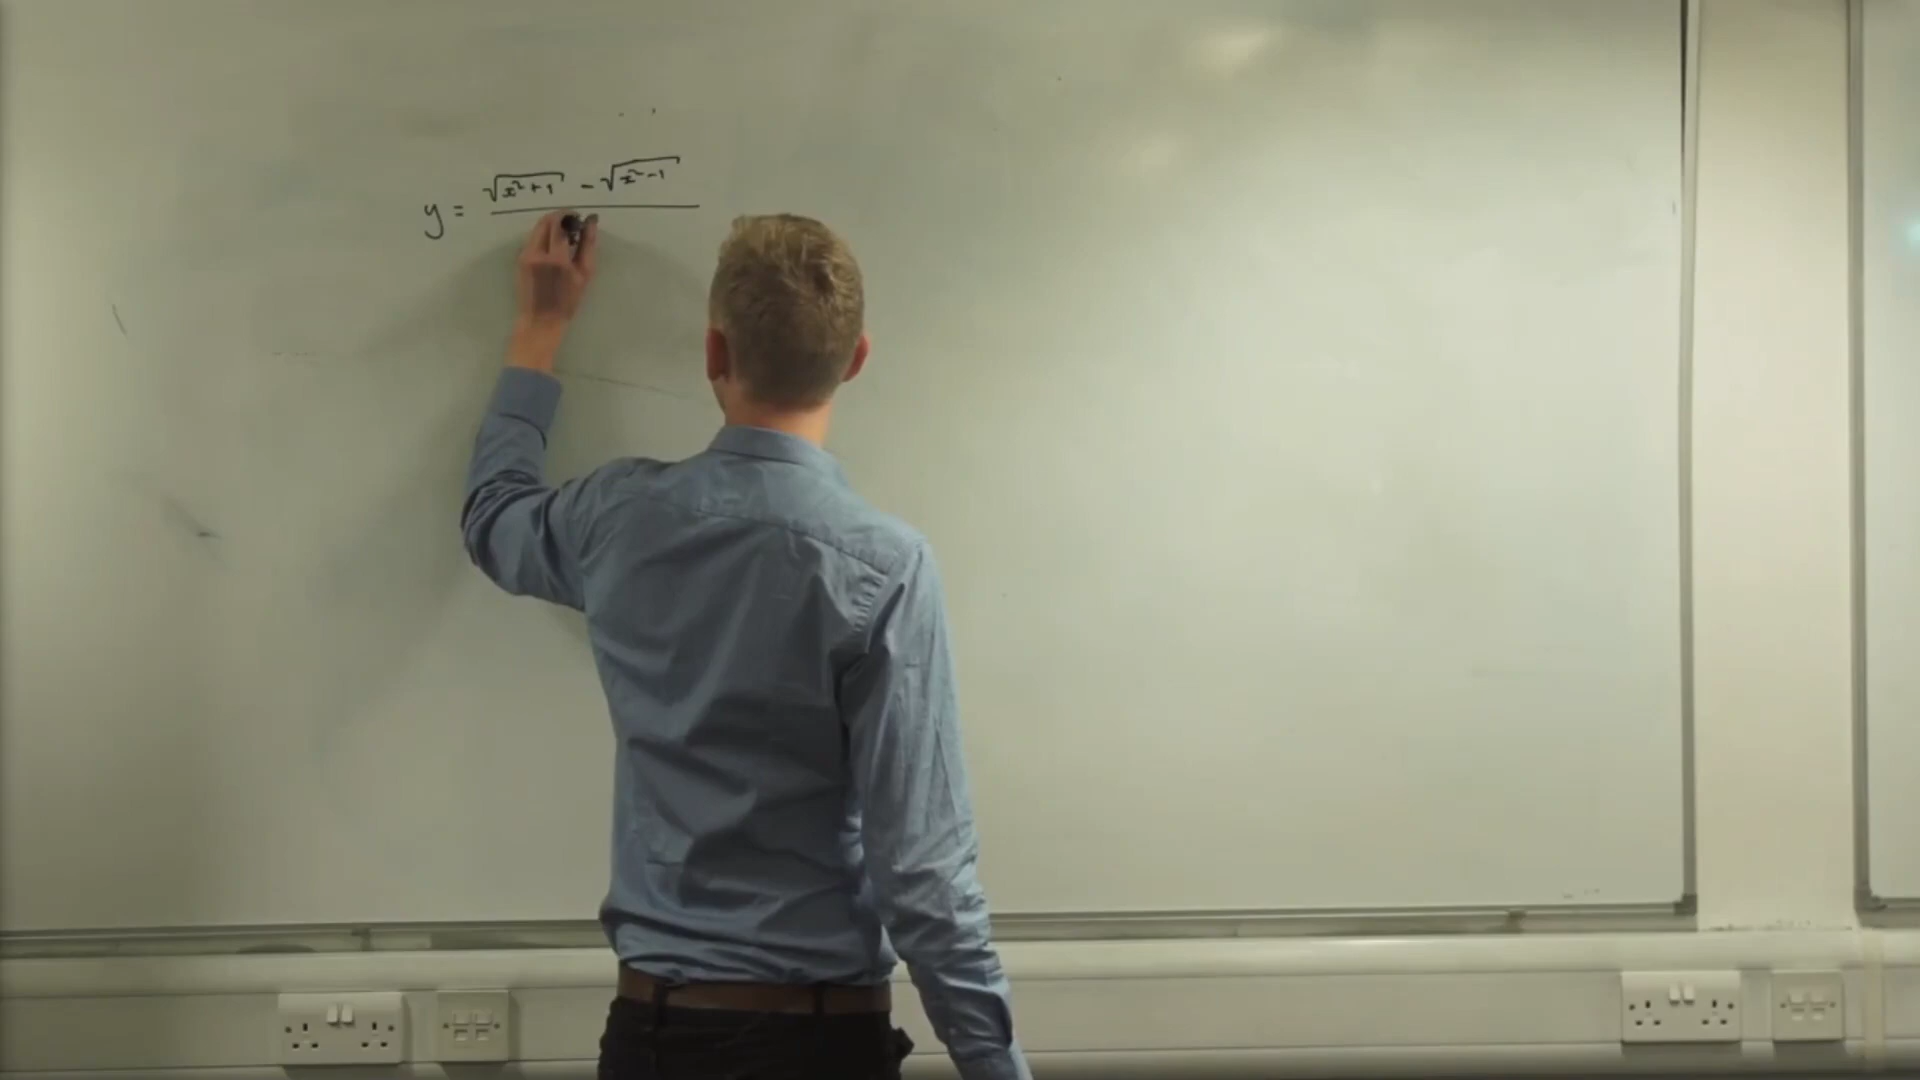 y = √(x²+1) - √(x²-1)